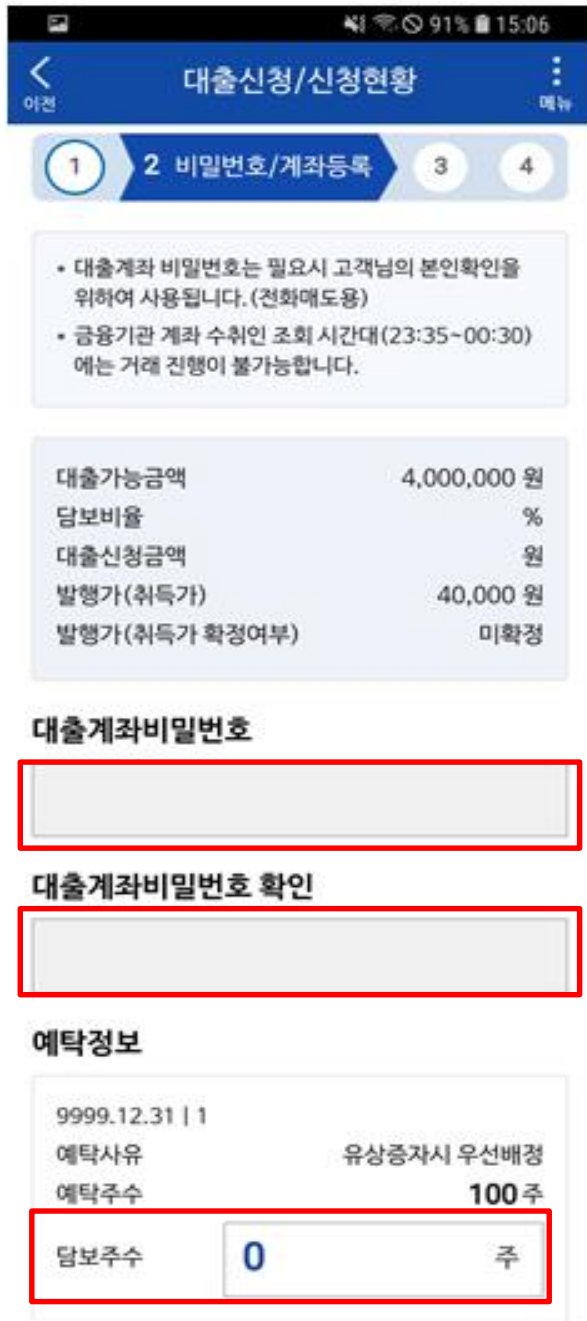 91% 15:06
이전 대출신청/신청현황 메뉴
1 2 비밀번호/계좌등록 3 4
• 대출계좌 비밀번호는 필요시 고객님의 본인확인을
위하여 사용됩니다.(전화매도용)
• 금융기관 계좌 수취인 조회 시간대(23:35~00:30)
에는 거래 진행이 불가능합니다.
대출가능금액 4,000,000 원
담보비율 %
대출신청금액 원
발행가(취득가) 40,000 원
발행가(취득가 확정여부) 미확정
대출계좌비밀번호
대출계좌비밀번호 확인
예탁정보
9999.12.31 | 1
예탁사유 유상증자시 우선배정
예탁주수 100 주
담보주수 0 주